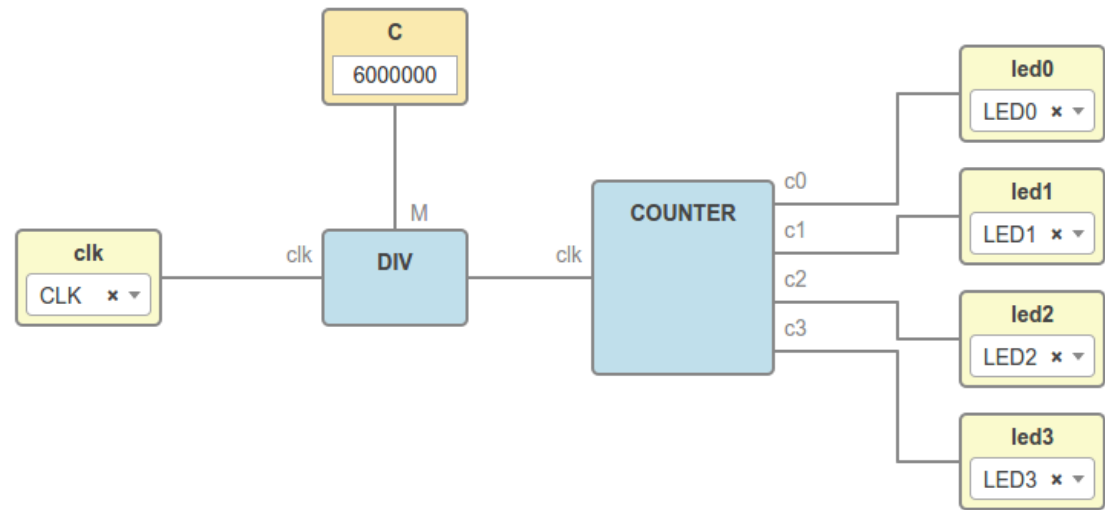 C
6000000
M
clk
CLK × ▾
clk
DIV
clk
COUNTER
c0
c1
c2
c3
led0
LED0 × ▾
led1
LED1 × ▾
led2
LED2 × ▾
led3
LED3 × ▾